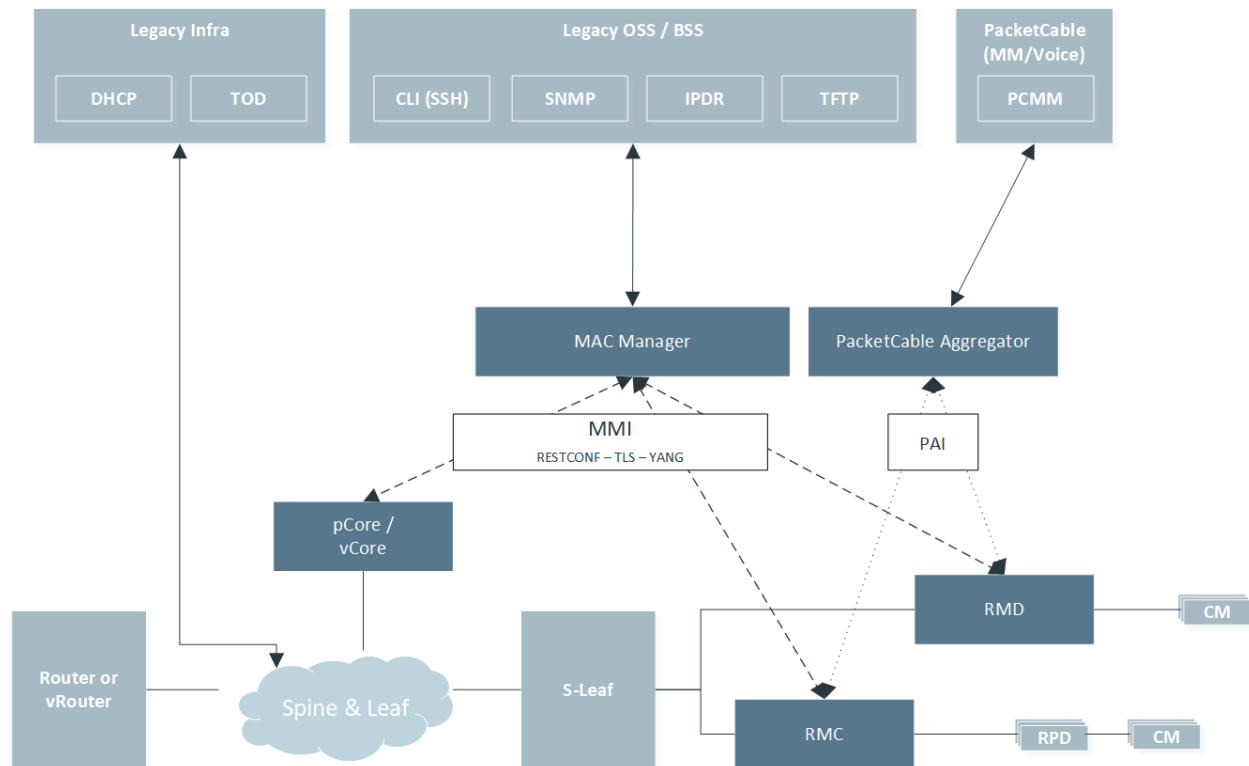 Legacy Infra
DHCP
TOD
Legacy OSS / BSS
CLI (SSH)
SNMP
IPDR
TFTP
PacketCable
(MM/Voice)
PCMM
MAC Manager
PacketCable Aggregator
MMI
RESTCONF – TLS – YANG
PAI
pCore /
vCore
RMD
CM
Router or
vRouter
Spine & Leaf
S-Leaf
RMC
RPD
CM